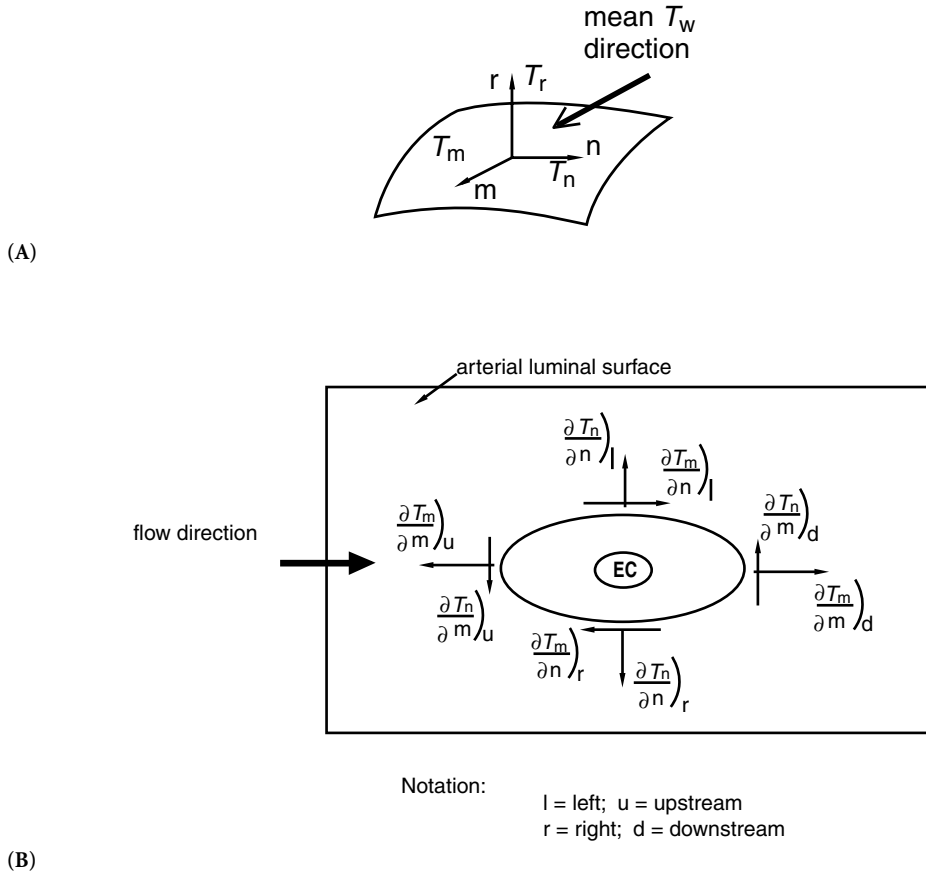 mean T_w
direction
r T_r
T_m n
T_n
m
(A)
arterial luminal surface
∂T_n/∂n)_l
∂T_m/∂n)_l
∂T_n/∂m)_d
∂T_m/∂m)_u
flow direction
EC
∂T_n/∂m)_u
∂T_m/∂m)_d
∂T_m/∂n)_r
∂T_n/∂n)_r
Notation:
l = left; u = upstream
r = right; d = downstream
(B)